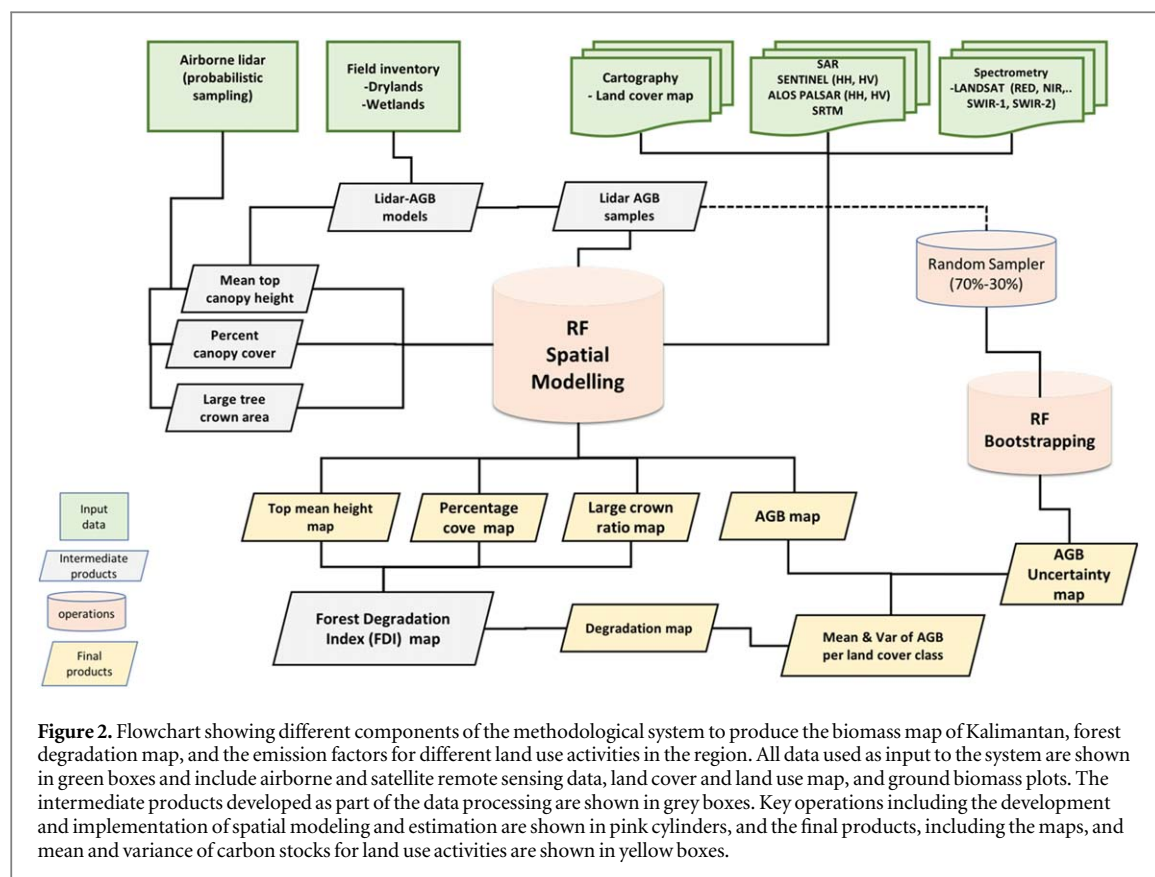 Airborne lidar
(probabilistic
sampling)
Field inventory
-Drylands
-Wetlands
Cartography
- Land cover map
SAR
SENTINEL (HH, HV)
ALOS PALSAR (HH, HV)
SRTM
Spectrometry
-LANDSAT (RED, NIR,..
SWIR-1, SWIR-2)
Lidar-AGB
models
Lidar AGB
samples
Random Sampler
(70%-30%)
Mean top
canopy height
Percent
canopy cover
Large tree
crown area
RF
Spatial
Modelling
RF
Bootstrapping
Input
data
Intermediate
products
operations
Final
products
Top mean height
map
Percentage
cove map
Large crown
ratio map
AGB map
AGB
Uncertainty
map
Forest Degradation
Index (FDI) map
Degradation map
Mean & Var of AGB
per land cover class
Figure 2. Flowchart showing different components of the methodological system to produce the biomass map of Kalimantan, forest
degradation map, and the emission factors for different land use activities in the region. All data used as input to the system are shown
in green boxes and include airborne and satellite remote sensing data, land cover and land use map, and ground biomass plots. The
intermediate products developed as part of the data processing are shown in grey boxes. Key operations including the development
and implementation of spatial modeling and estimation are shown in pink cylinders, and the final products, including the maps, and
mean and variance of carbon stocks for land use activities are shown in yellow boxes.